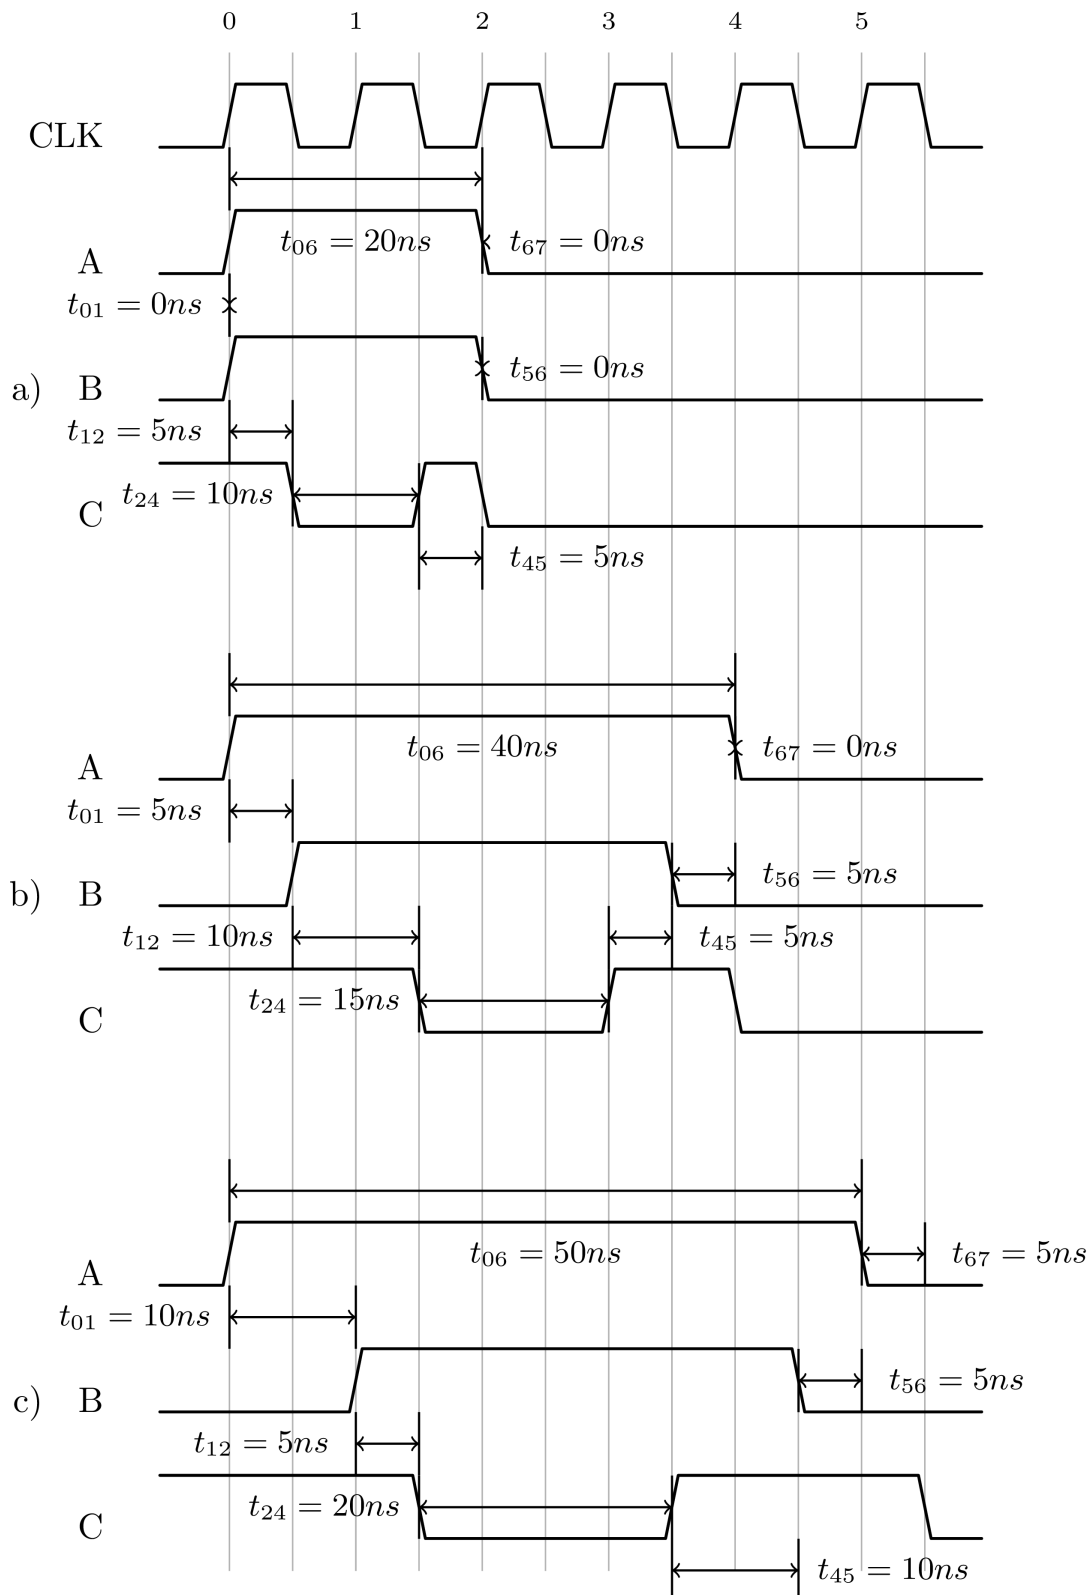 0 1 2 3 4 5
CLK
t₀₆ = 20ns t₆₇ = 0ns
A
t₀₁ = 0ns
t₅₆ = 0ns
a) B
t₁₂ = 5ns
t₂₄ = 10ns
C
t₄₅ = 5ns
t₀₆ = 40ns t₆₇ = 0ns
A
t₀₁ = 5ns
t₅₆ = 5ns
b) B
t₁₂ = 10ns t₄₅ = 5ns
t₂₄ = 15ns
C
t₀₆ = 50ns t₆₇ = 5ns
A
t₀₁ = 10ns
t₅₆ = 5ns
c) B
t₁₂ = 5ns
t₂₄ = 20ns
C
t₄₅ = 10ns